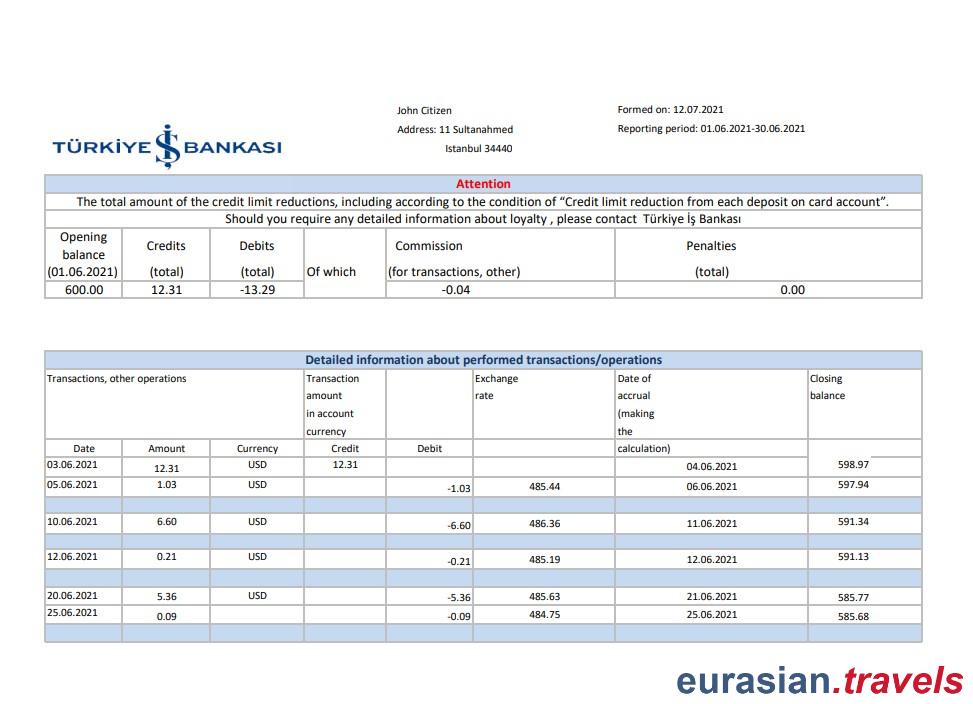 John Citizen
Formed on: 12.07.2021
Address: 11 Sultanahmed
Reporting period: 01.06.2021-30.06.2021
Istanbul 34440
TÜRKİYE İŞ BANKASI
Attention
The total amount of the credit limit reductions, including according to the condition of “Credit limit reduction from each deposit on card account”.
Should you require any detailed information about loyalty , please contact Türkiye İş Bankası
Opening balance (01.06.2021) Credits (total) Debits (total) Of which Commission (for transactions, other) Penalties (total)
600.00 12.31 -13.29 -0.04 0.00
Detailed information about performed transactions/operations
Transactions, other operations Transaction amount in account currency Exchange rate Date of accrual (making the calculation) Closing balance
Date Amount Currency Credit Debit
03.06.2021 12.31 USD 12.31 04.06.2021 598.97
05.06.2021 1.03 USD -1.03 485.44 06.06.2021 597.94
10.06.2021 6.60 USD -6.60 486.36 11.06.2021 591.34
12.06.2021 0.21 USD -0.21 485.19 12.06.2021 591.13
20.06.2021 5.36 USD -5.36 485.63 21.06.2021 585.77
25.06.2021 0.09 -0.09 484.75 25.06.2021 585.68
eurasian.travels